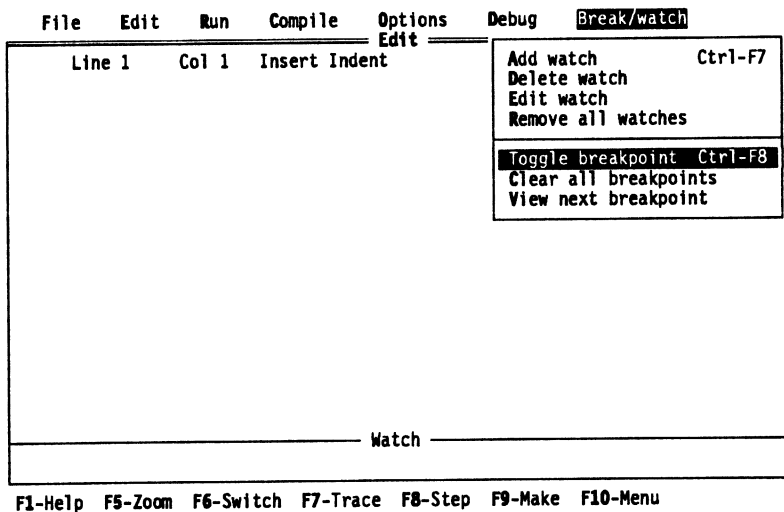 File Edit Run Compile Options Debug Break/watch
Edit
Line 1 Col 1 Insert Indent
Add watch Ctrl-F7
Delete watch
Edit watch
Remove all watches
Toggle breakpoint Ctrl-F8
Clear all breakpoints
View next breakpoint
Watch
F1-Help F5-Zoom F6-Switch F7-Trace F8-Step F9-Make F10-Menu